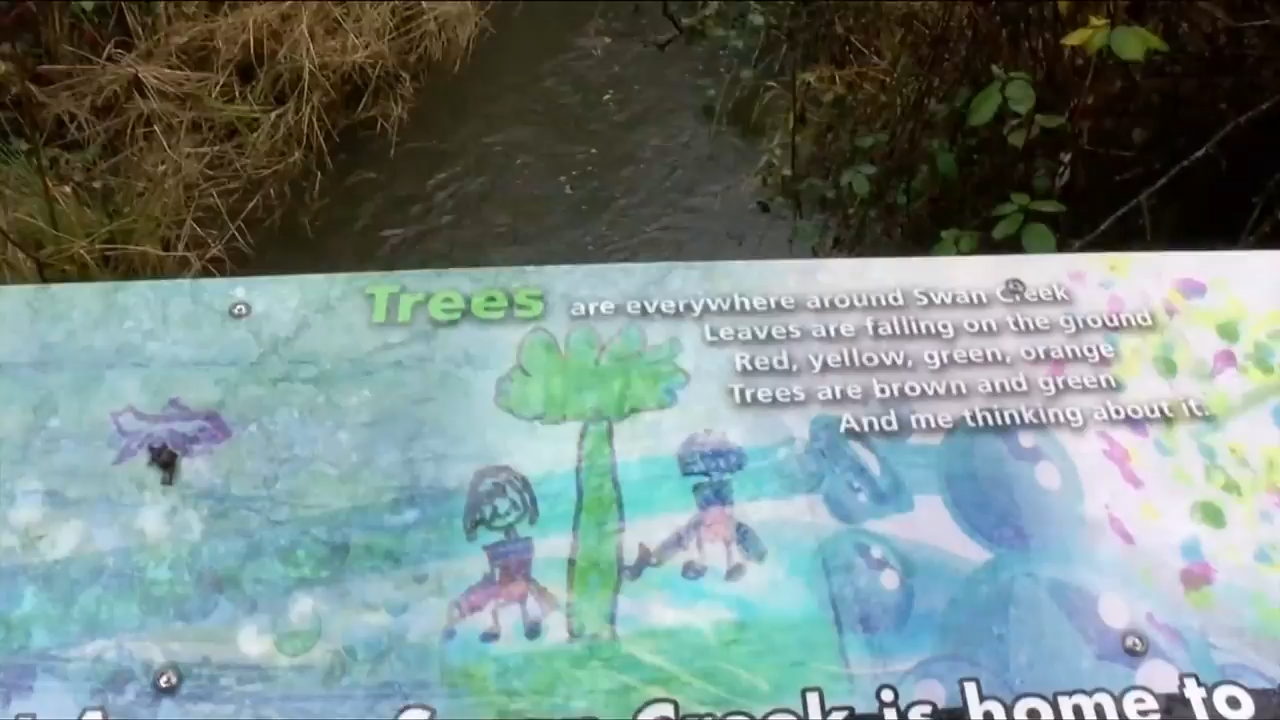 Trees are everywhere around Swan Creek
Leaves are falling on the ground
Red, yellow, green, orange
Trees are brown and green
And me thinking about it.
Creek is home to